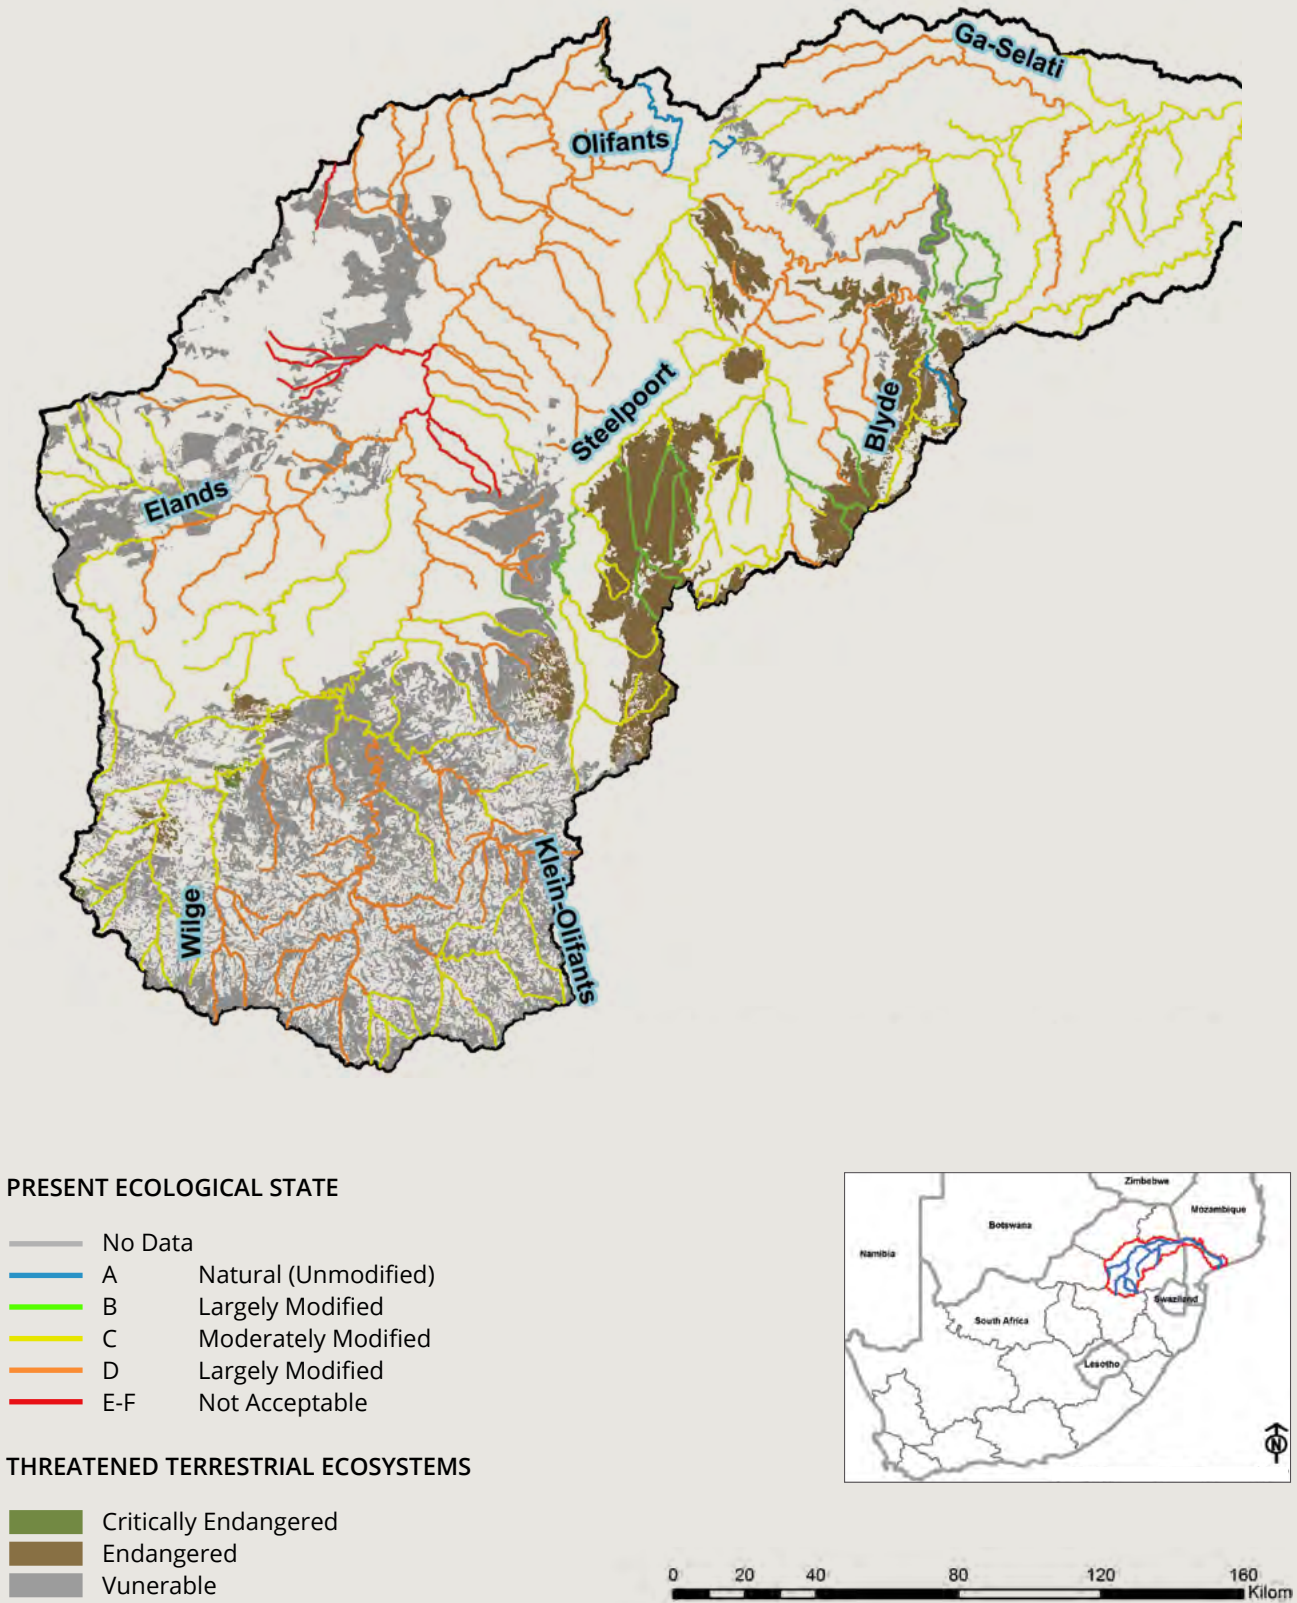 Ga-Selati
Olifants
Steelpoort
Blyde
Elands
Wilge
Klein-Olifants
PRESENT ECOLOGICAL STATE
No Data
A Natural (Unmodified)
B Largely Modified
C Moderately Modified
D Largely Modified
E-F Not Acceptable
THREATENED TERRESTRIAL ECOSYSTEMS
Critically Endangered
Endangered
Vunerable
Zimbebwe
Mozambique
Botswana
Namibia
Swaziland
South Africa
Lesotho
N
0 20 40 80 120 160
Kilom